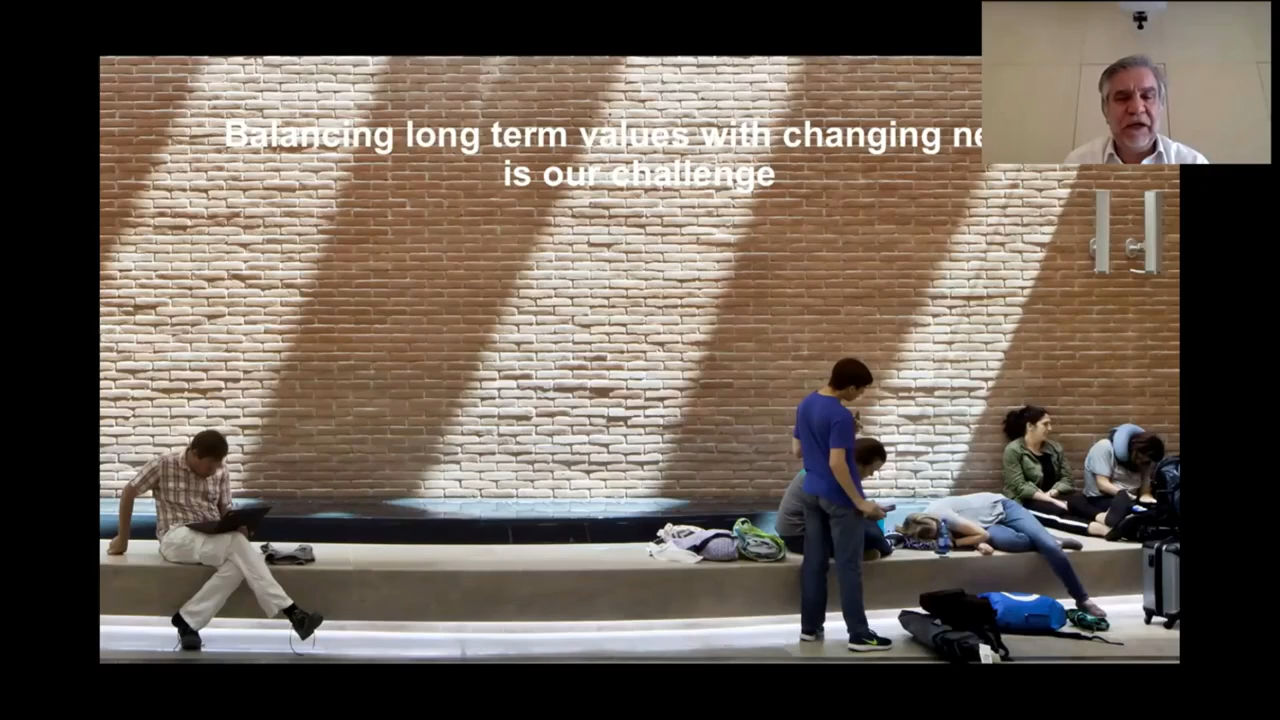 Balancing long term values with changing
is our challenge